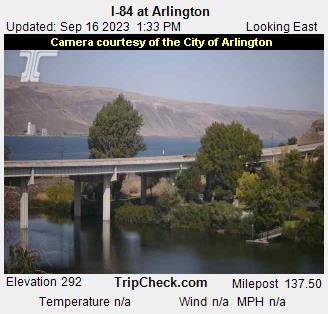 I-84 at Arlington
Updated: Sep 16 2023 1:33 PM Looking East
Camera courtesy of the City of Arlington
Elevation 292 TripCheck.com Milepost 137.50
Temperature n/a Wind n/a MPH n/a